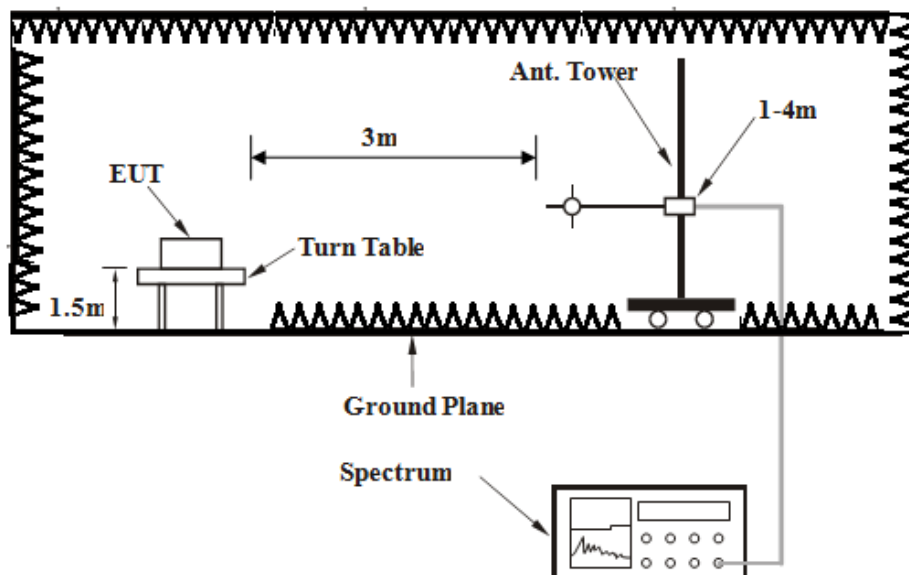 Ant. Tower
1-4m
3m
EUT
Turn Table
1.5m
Ground Plane
Spectrum